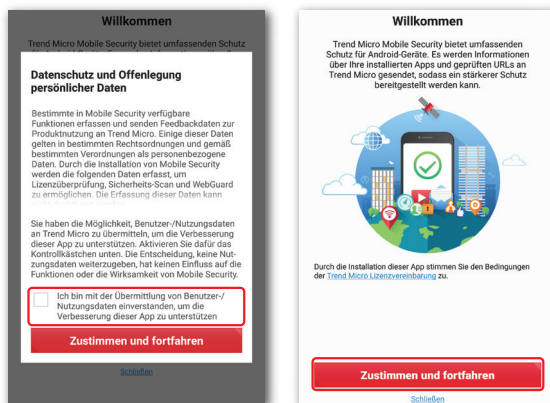 Willkommen
Trend Micro Mobile Security bietet umfassenden Schutz
Datenschutz und Offenlegung
persönlicher Daten
Bestimmte in Mobile Security verfügbare
Funktionen erfassen und senden Feedbackdaten zur
Produktnutzung an Trend Micro. Einige dieser Daten
gelten in bestimmten Rechtsordnungen und gemäß
bestimmten Verordnungen als personenbezogene
Daten. Durch die Installation von Mobile Security
werden die folgenden Daten erfasst, um
Lizenzüberprüfung, Sicherheits-Scan und WebGuard
zu ermöglichen. Die Erfassung dieser Daten kann
Sie haben die Möglichkeit, Benutzer-/Nutzungsdaten
an Trend Micro zu übermitteln, um die Verbesserung
dieser App zu unterstützen. Aktivieren Sie dafür das
Kontrollkästchen unten. Die Entscheidung, keine Nut-
zungsdaten weiterzugeben, hat keinen Einfluss auf die
Funktionen oder die Wirksamkeit von Mobile Security.
Ich bin mit der Übermittlung von Benutzer-/
Nutzungsdaten einverstanden, um die
Verbesserung dieser App zu unterstützen
Zustimmen und fortfahren
Schließen
Willkommen
Trend Micro Mobile Security bietet umfassenden
Schutz für Android-Geräte. Es werden Informationen
über Ihre installierten Apps und geprüften URLs an
Trend Micro gesendet, sodass ein stärkerer Schutz
bereitgestellt werden kann.
Durch die Installation dieser App stimmen Sie den Bedingungen
der Trend Micro Lizenzvereinbarung zu.
Zustimmen und fortfahren
Schließen